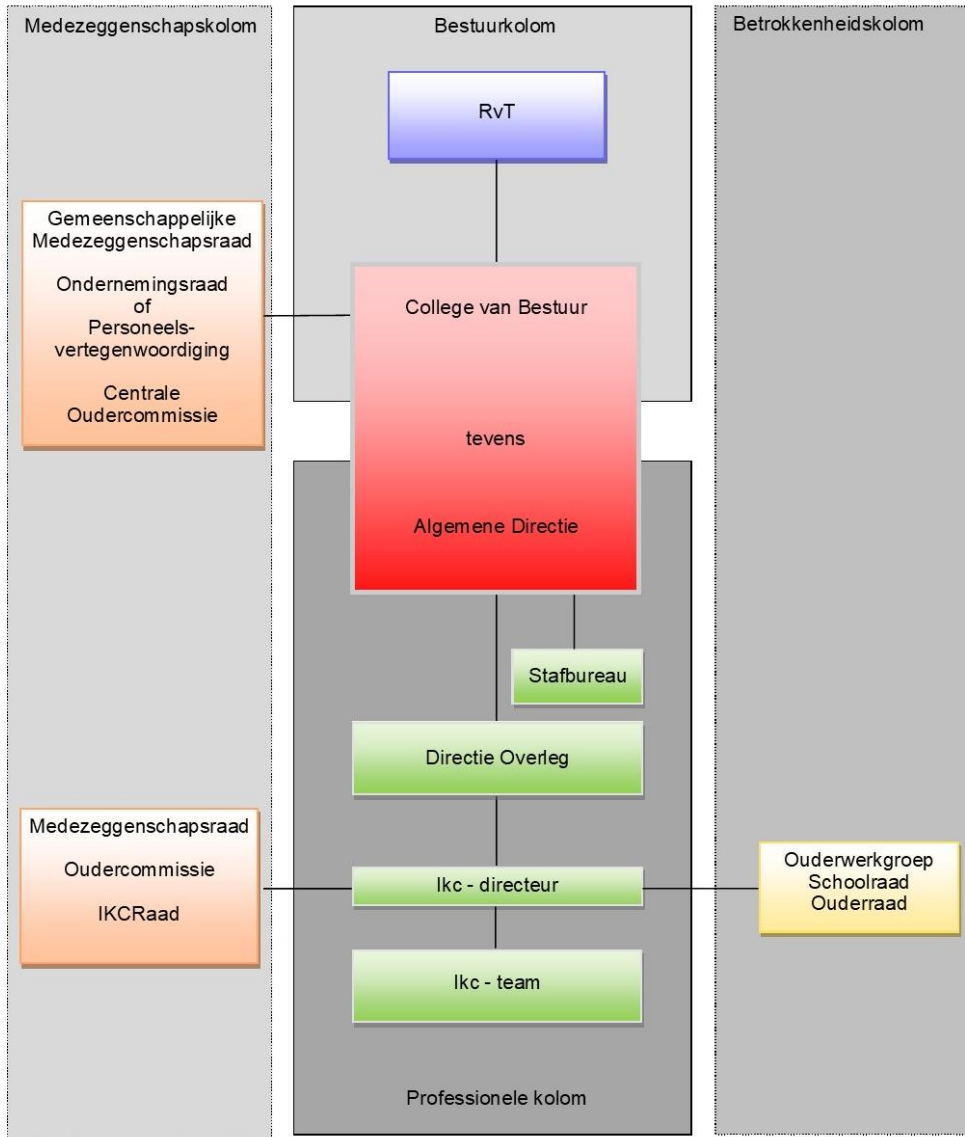 Medezeggenschapskolom
Bestuurkolom
Betrokkenheidskolom
RvT
Gemeenschappelijke
Medezeggenschapsraad
Ondernemingsraad
of
Personeels-
vertegenwoordiging
Centrale
Oudercommissie
College van Bestuur
tevens
Algemene Directie
Stafbureau
Directie Overleg
Medezeggenschapsraad
Oudercommissie
IKCRaad
Ikc - directeur
Ouderwerkgroep
Schoolraad
Ouderraad
Ikc - team
Professionele kolom